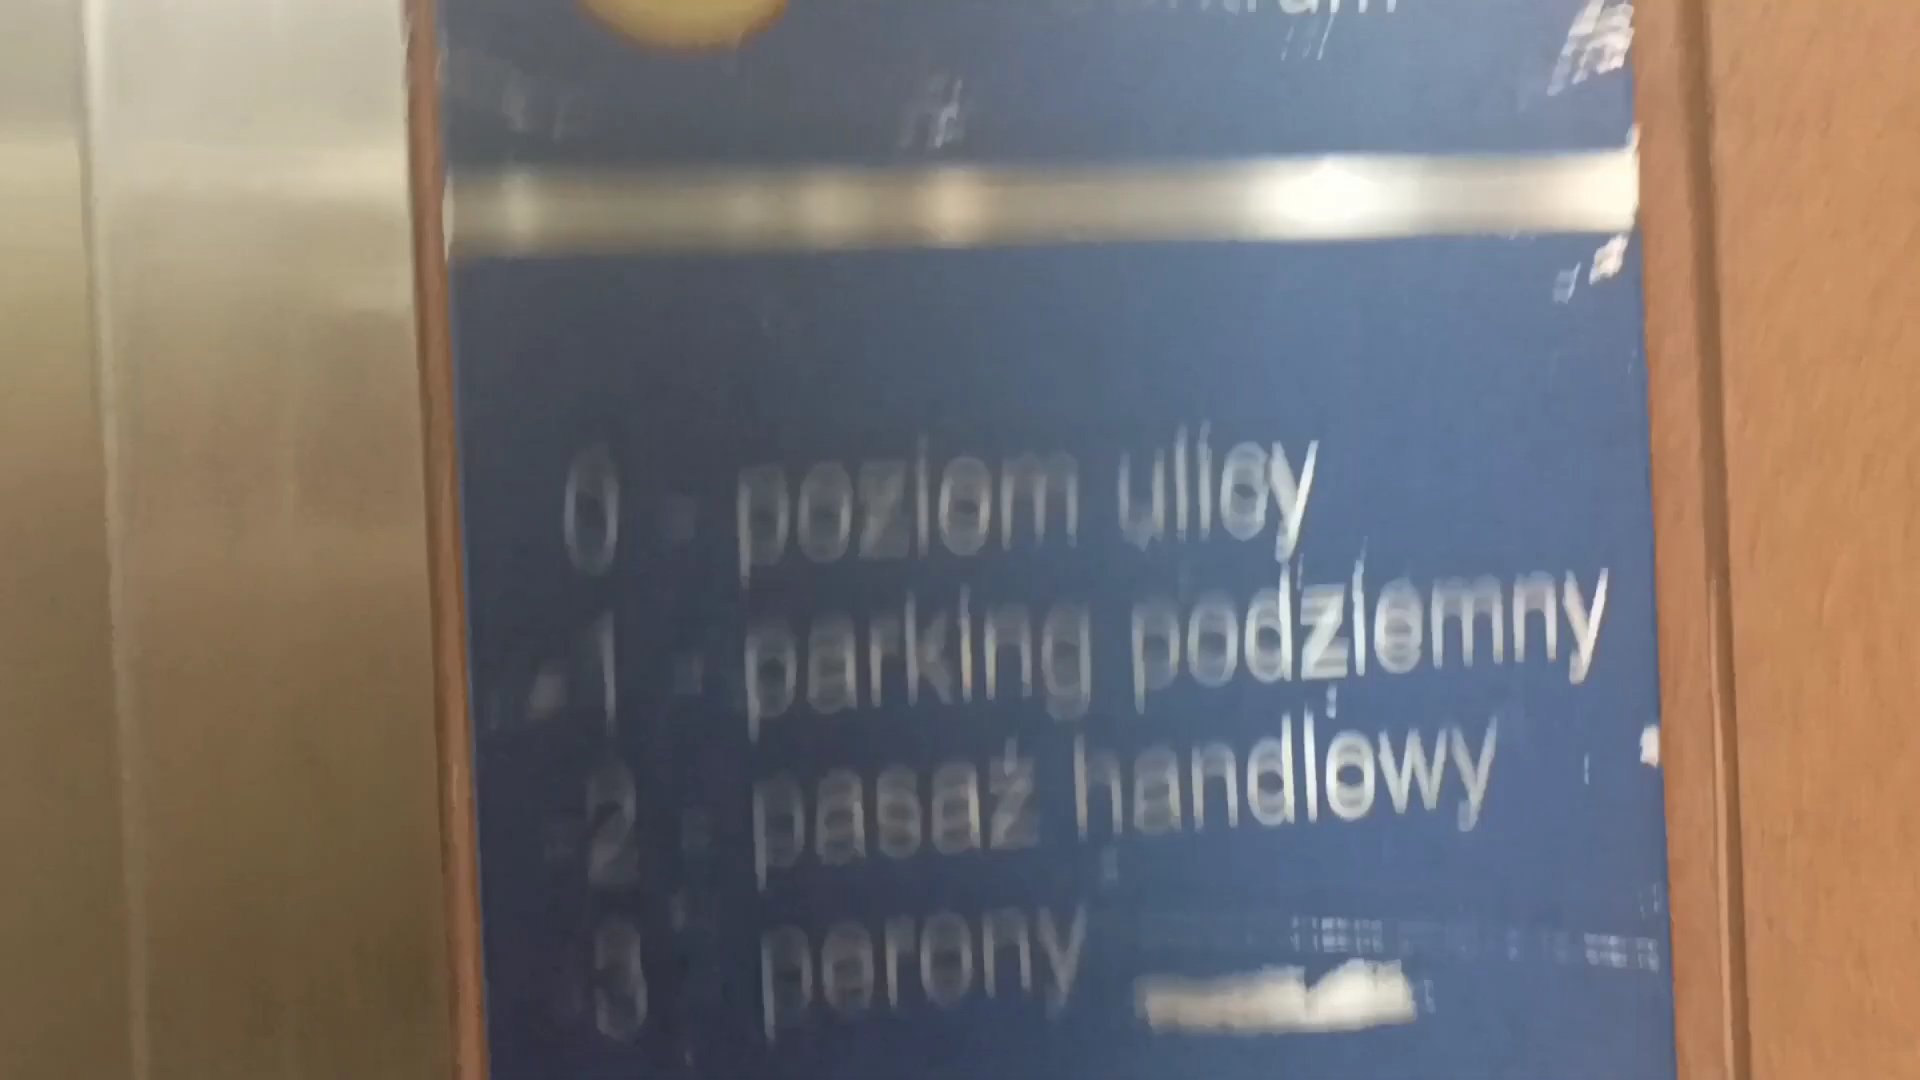 0 - poziom ulicy
-1 - parking podziemny
-2 - pasaż handlowy
3 perony